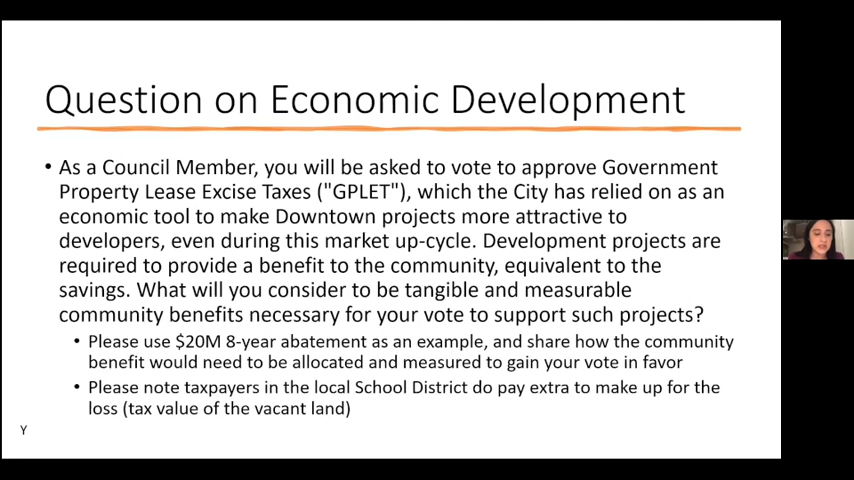 Question on Economic Development
• As a Council Member, you will be asked to vote to approve Government
Property Lease Excise Taxes ("GPLET"), which the City has relied on as an
economic tool to make Downtown projects more attractive to
developers, even during this market up-cycle. Development projects are
required to provide a benefit to the community, equivalent to the
savings. What will you consider to be tangible and measurable
community benefits necessary for your vote to support such projects?
• Please use $20M 8-year abatement as an example, and share how the community
benefit would need to be allocated and measured to gain your vote in favor
• Please note taxpayers in the local School District do pay extra to make up for the
loss (tax value of the vacant land)
Y